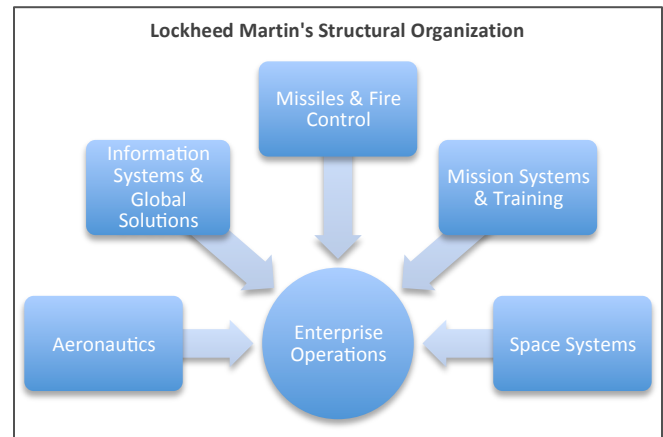 Lockheed Martin's Structural Organization
Missiles & Fire
Control
Information
Systems &
Global
Solutions
Mission Systems
& Training
Aeronautics
Enterprise
Operations
Space Systems